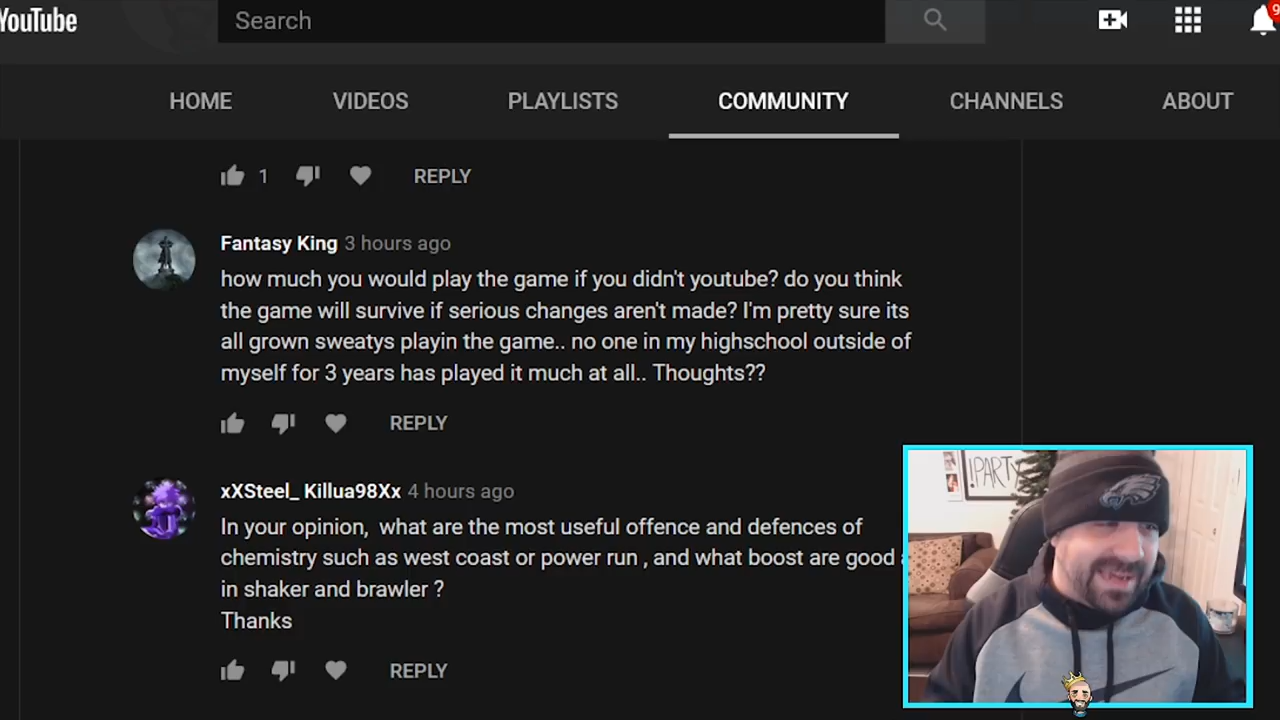 YouTube
Search
9
HOME VIDEOS PLAYLISTS COMMUNITY CHANNELS ABOUT
1 REPLY
Fantasy King 3 hours ago
how much you would play the game if you didn't youtube? do you think
the game will survive if serious changes aren't made? I'm pretty sure its
all grown sweatys playin the game.. no one in my highschool outside of
myself for 3 years has played it much at all.. Thoughts??
REPLY
xXSteel_ Killua98Xx 4 hours ago
In your opinion, what are the most useful offence and defences of
chemistry such as west coast or power run , and what boost are good
in shaker and brawler ?
Thanks
REPLY
!PARTY